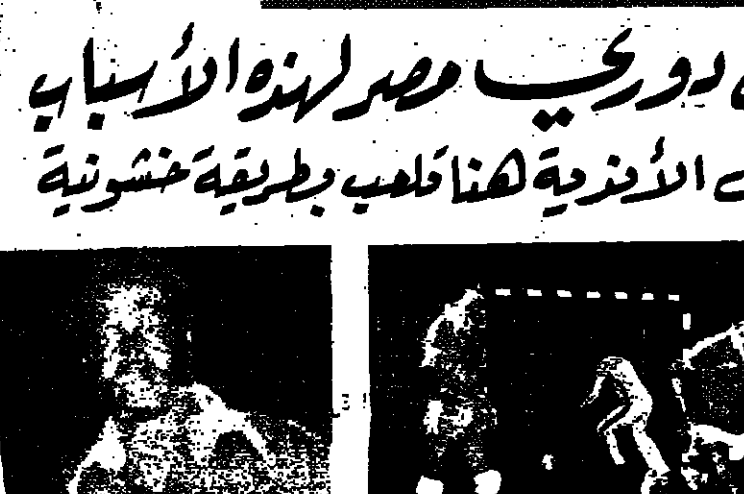 دوري مصر لهذه الأسباب
الأندية هنا تلعب بطريقة خشونية